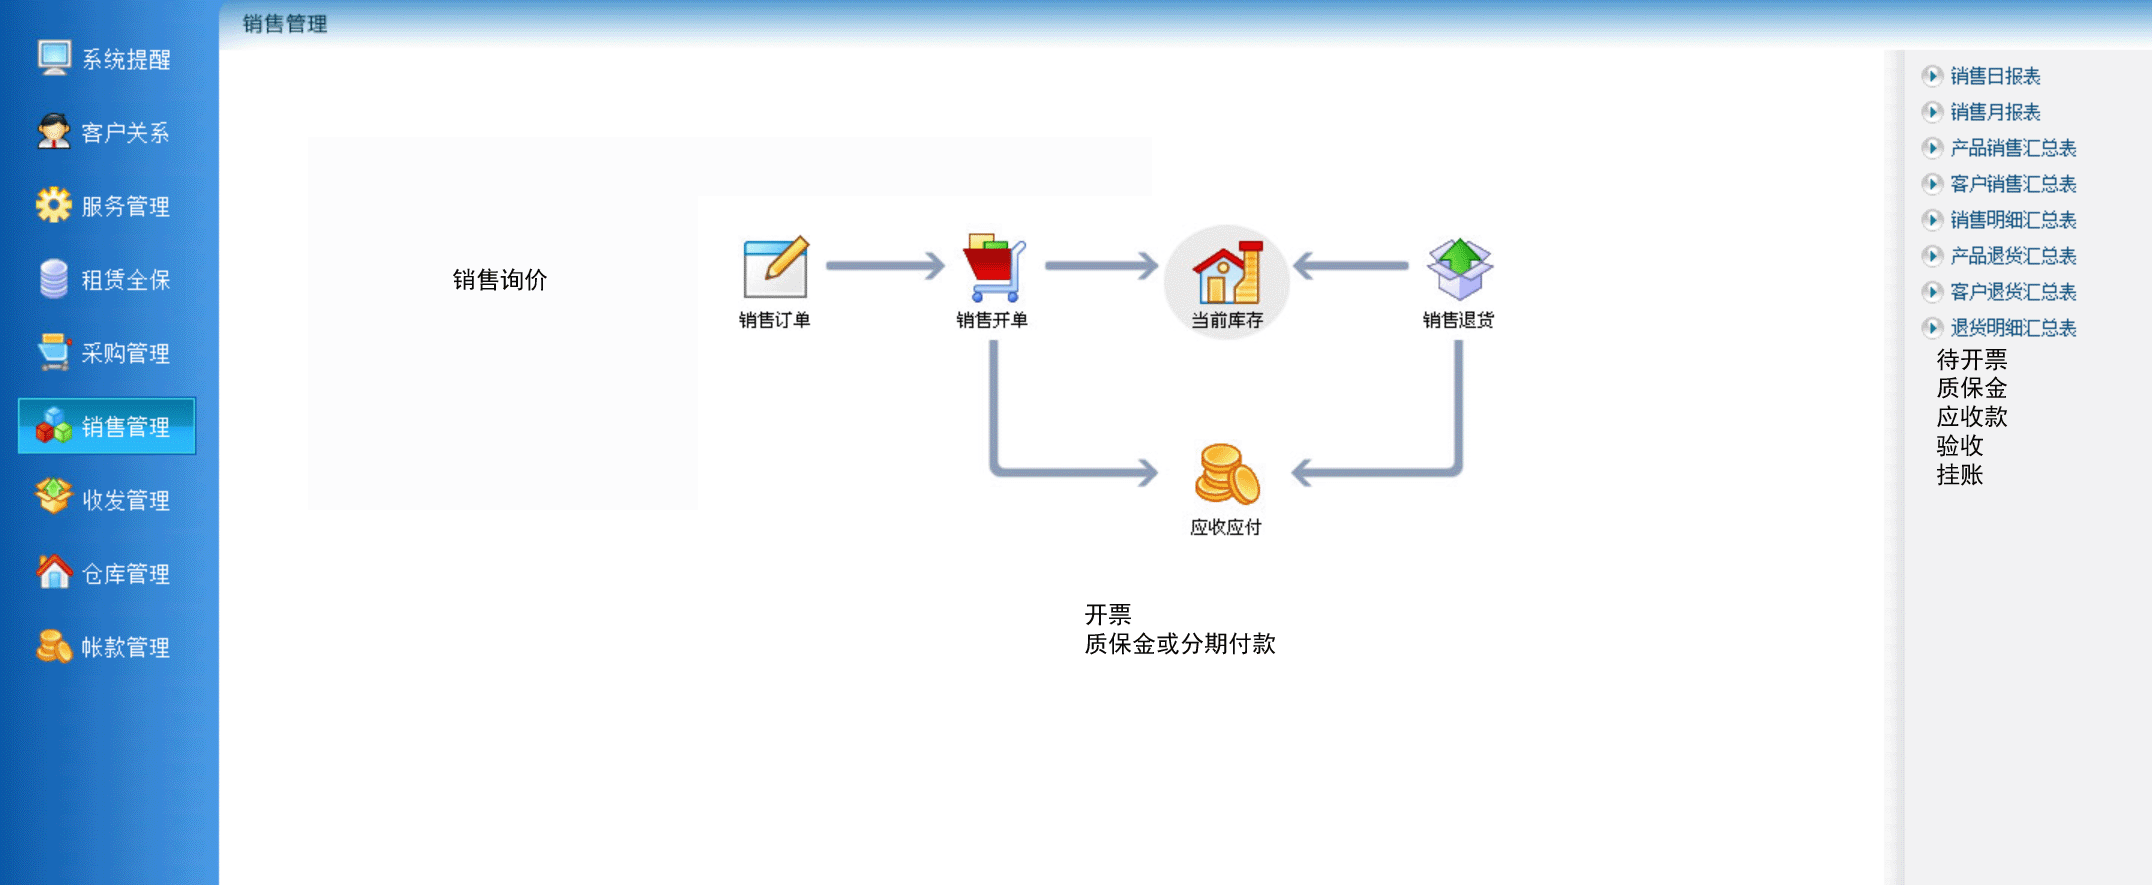 销售管理
系统提醒
客户关系
服务管理
租赁全保
采购管理
销售管理
收发管理
仓库管理
帐款管理
销售询价
销售订单
销售开单
当前库存
销售退货
应收应付
开票
质保金或分期付款
销售日报表
销售月报表
产品销售汇总表
客户销售汇总表
销售明细汇总表
产品退货汇总表
客户退货汇总表
退货明细汇总表
待开票
质保金
应收款
验收
挂账